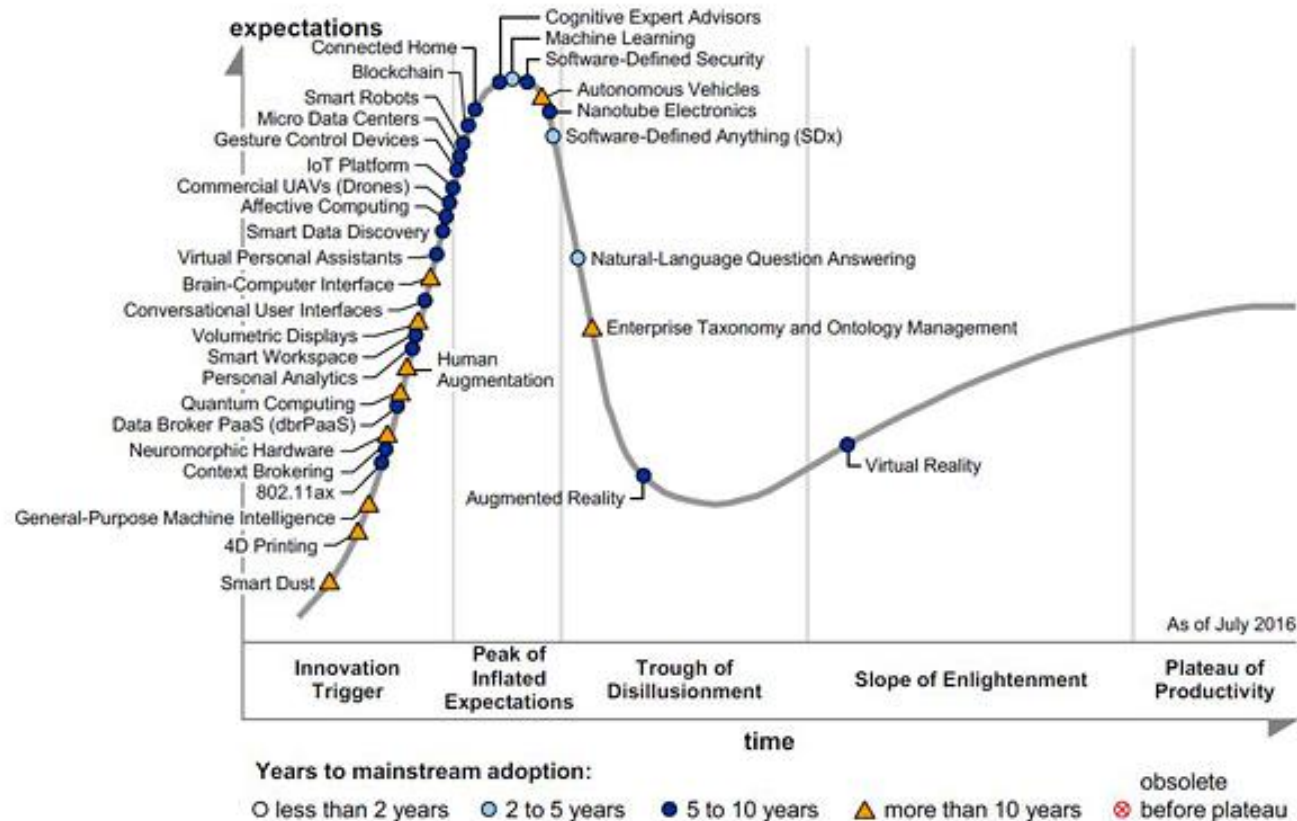 expectations
Cognitive Expert Advisors
Machine Learning
Connected Home
Software-Defined Security
Blockchain
Autonomous Vehicles
Smart Robots
Nanotube Electronics
Micro Data Centers
Software-Defined Anything (SDx)
Gesture Control Devices
IoT Platform
Commercial UAVs (Drones)
Affective Computing
Smart Data Discovery
Virtual Personal Assistants
Natural-Language Question Answering
Brain-Computer Interface
Conversational User Interfaces
Enterprise Taxonomy and Ontology Management
Volumetric Displays
Smart Workspace
Personal Analytics
Human
Augmentation
Quantum Computing
Data Broker PaaS (dbrPaaS)
Neuromorphic Hardware
Context Brokering
802.11ax
Virtual Reality
Augmented Reality
General-Purpose Machine Intelligence
4D Printing
Smart Dust
As of July 2016
Innovation
Trigger
Peak of
Inflated
Expectations
Trough of
Disillusionment
Slope of Enlightenment
Plateau of
Productivity
time
Years to mainstream adoption:
less than 2 years
2 to 5 years
5 to 10 years
more than 10 years
obsolete
before plateau